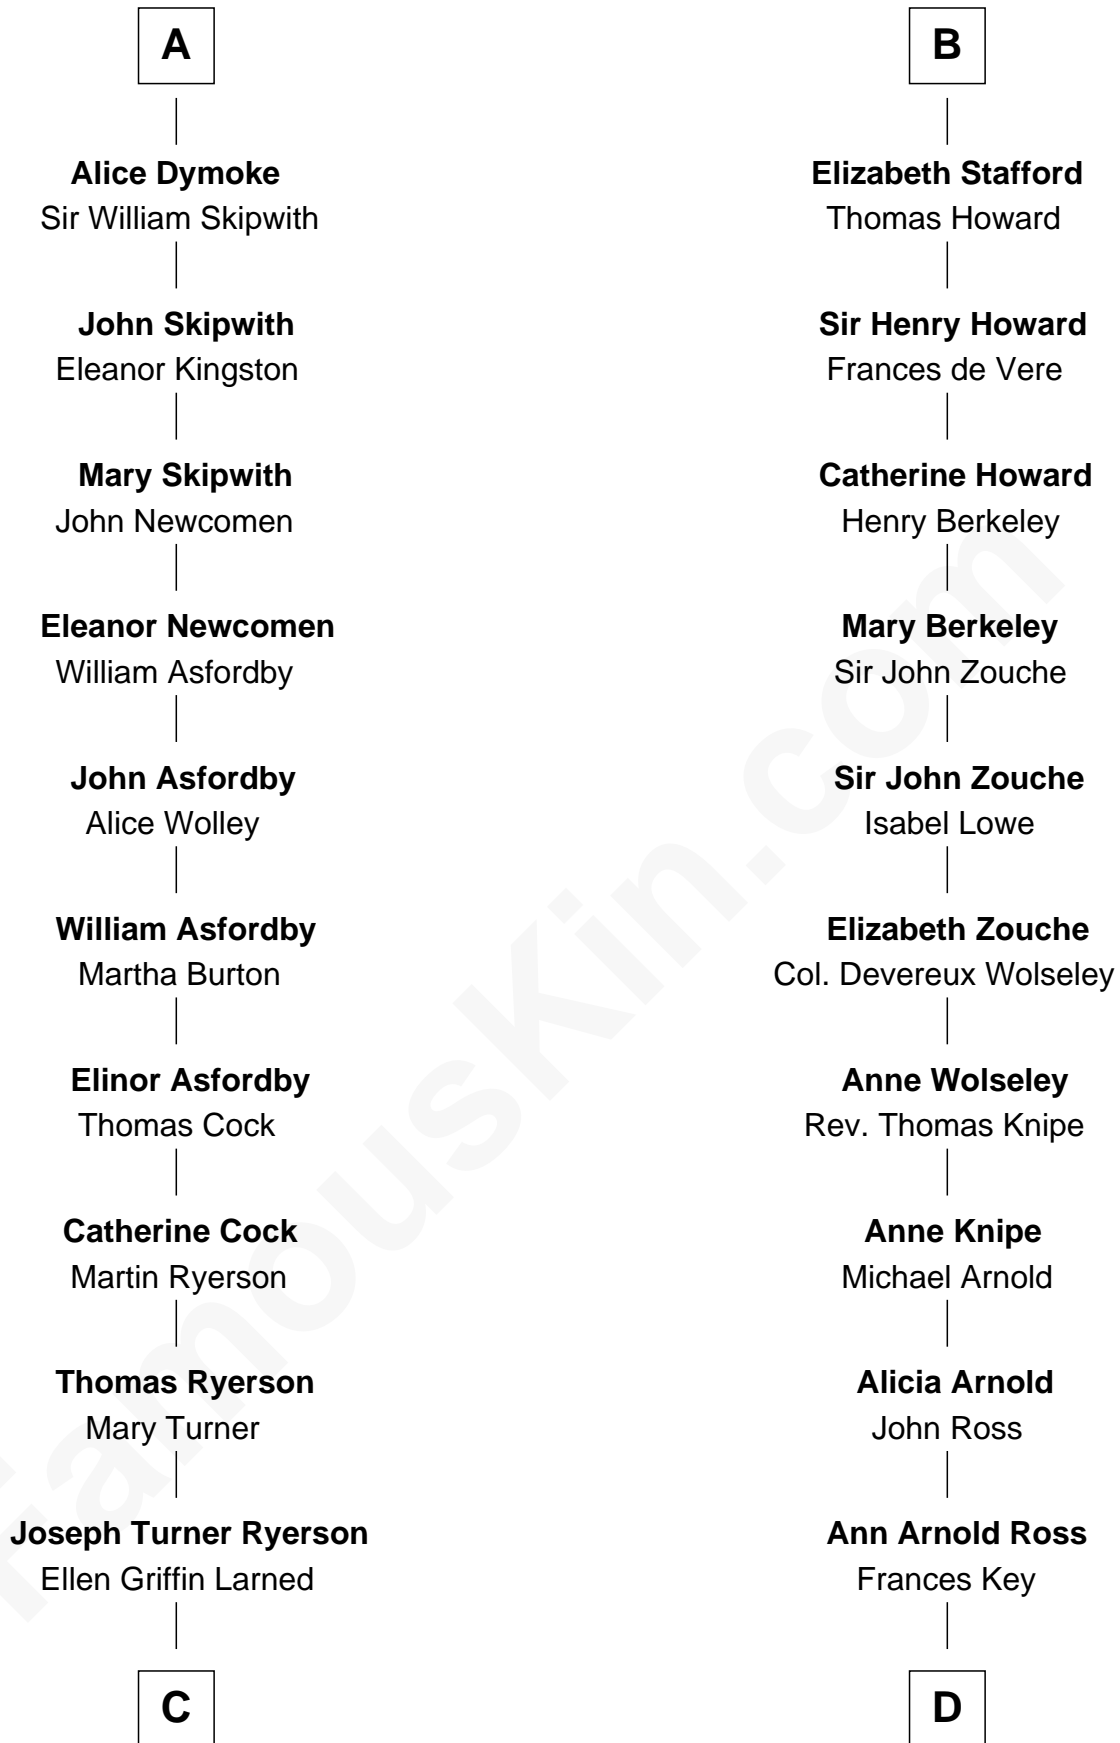 A
Alice Dymoke
Sir William Skipwith
John Skipwith
Eleanor Kingston
Mary Skipwith
John Newcomen
Eleanor Newcomen
William Asfordby
John Asfordby
Alice Wolley
William Asfordby
Martha Burton
Elinor Asfordby
Thomas Cock
Catherine Cock
Martin Ryerson
Thomas Ryerson
Mary Turner
Joseph Turner Ryerson
Ellen Griffin Larned
C
B
Elizabeth Stafford
Thomas Howard
Sir Henry Howard
Frances de Vere
Catherine Howard
Henry Berkeley
Mary Berkeley
Sir John Zouche
Sir John Zouche
Isabel Lowe
Elizabeth Zouche
Col. Devereux Wolseley
Anne Wolseley
Rev. Thomas Knipe
Anne Knipe
Michael Arnold
Alicia Arnold
John Ross
Ann Arnold Ross
Frances Key
D
FamousKin.com